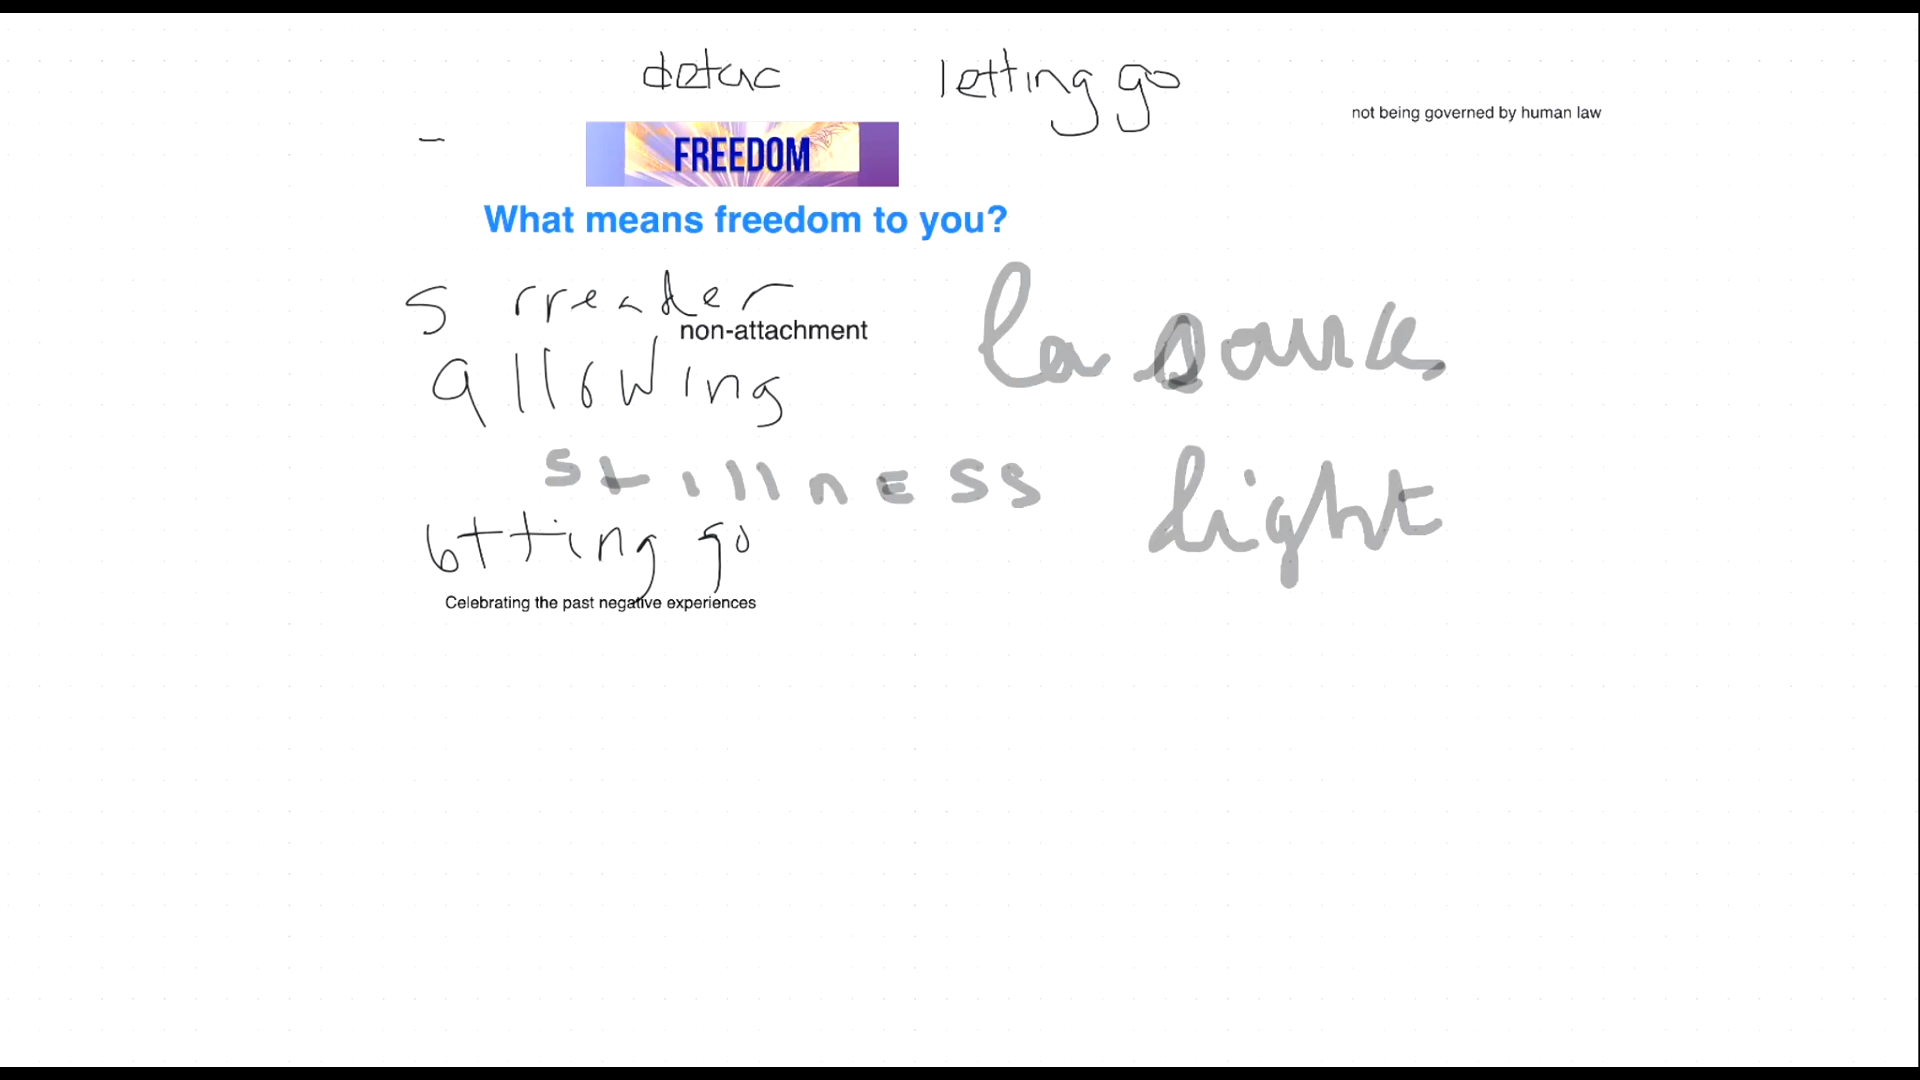 detac letting go
not being governed by human law
FREEDOM
What means freedom to you?
s rrender
non-attachment
la source
allowing
stillness
light
letting go
Celebrating the past negative experiences